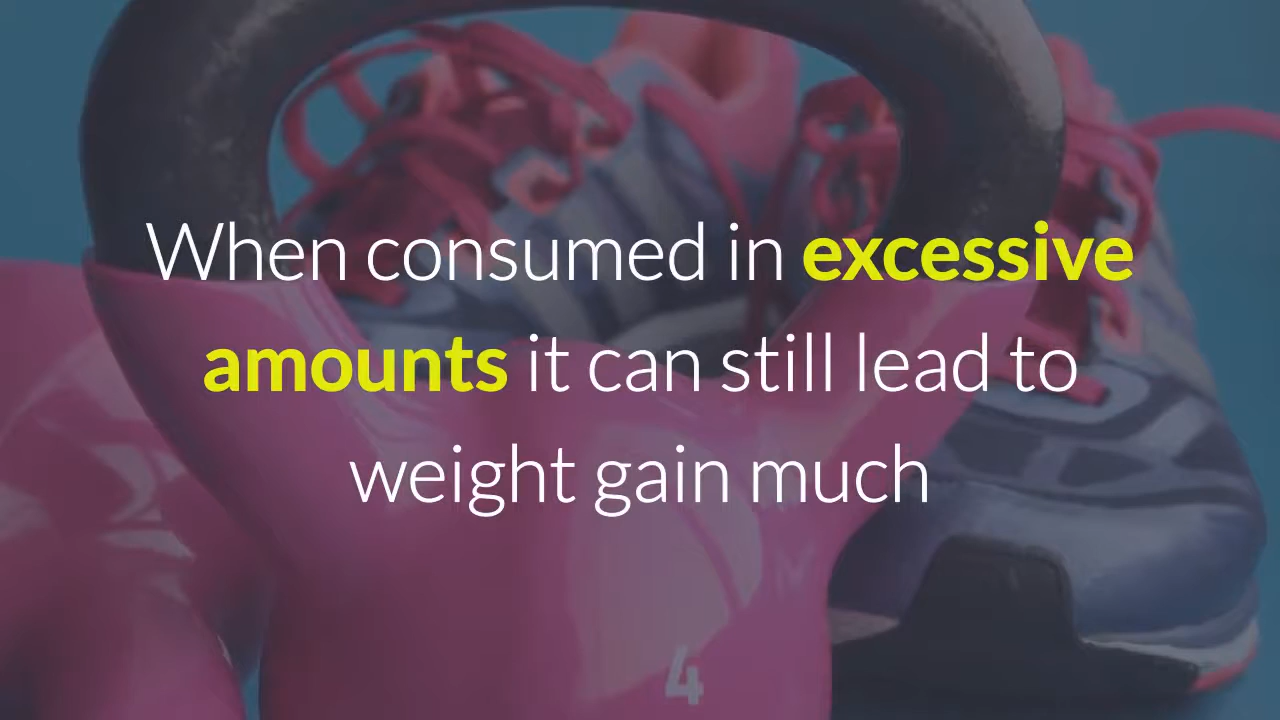 When consumed in excessive
amounts it can still lead to
weight gain much
4